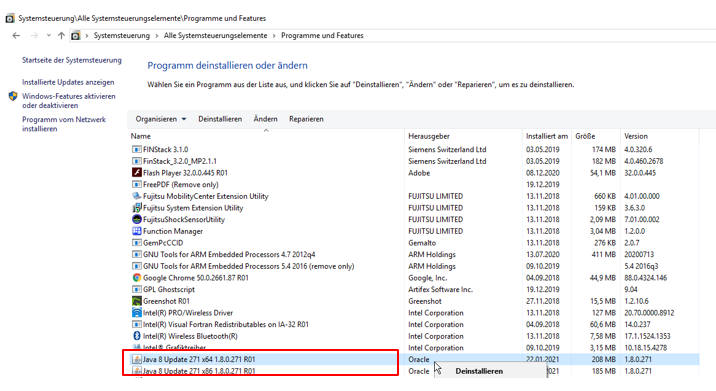 Systemsteuerung\Alle Systemsteuerungselemente\Programme und Features
Systemsteuerung > Alle Systemsteuerungselemente > Programme und Features
Startseite der Systemsteuerung
Installierte Updates anzeigen
Windows-Features aktivieren
oder deaktivieren
Programm vom Netzwerk
installieren
Programm deinstallieren oder ändern
Wählen Sie ein Programm aus der Liste aus, und klicken Sie auf "Deinstallieren", "Ändern" oder "Reparieren", um es zu deinstallieren.
Organisieren Deinstallieren Ändern Reparieren
Name Herausgeber Installiert am Größe Version
FINStack 3.1.0 Siemens Switzerland Ltd 03.05.2019 174 MB 4.0.320.6
FinStack_3.2.0_MP2.1.1 Siemens Switzerland Ltd 03.05.2019 182 MB 4.0.460.2678
Flash Player 32.0.0.445 R01 Adobe 08.12.2020 54,1 MB 32.0.0.445
FreePDF (Remove only) 19.12.2019
Fujitsu MobilityCenter Extension Utility FUJITSU LIMITED 13.11.2018 660 KB 4.01.00.000
Fujitsu System Extension Utility FUJITSU LIMITED 13.11.2018 159 KB 3.6.3.0
FujitsuShockSensorUtility FUJITSU LIMITED 13.11.2018 2,09 MB 7.01.00.002
Function Manager FUJITSU LIMITED 13.11.2018 3,04 MB 1.2.0.0
GemPcCCID Gemalto 13.11.2018 276 KB 2.0.7
GNU Tools for ARM Embedded Processors 4.7 2012q4 ARM Holdings 13.07.2020 411 MB 20200713
GNU Tools for ARM Embedded Processors 5.4 2016 (remove only) ARM Holdings 09.10.2019 5.4 2016q3
Google Chrome 50.0.2661.87 R01 Google, Inc. 04.09.2018 44,9 MB 88.0.4324.146
GPL Ghostscript Artifex Software Inc. 19.12.2019 9.04
Greenshot R01 Greenshot 27.11.2018 15,5 MB 1.2.10.6
Intel(R) PRO/Wireless Driver Intel Corporation 13.11.2018 127 MB 20.70.0000.8912
Intel(R) Visual Fortran Redistributables on IA-32 R01 Intel Corporation 04.09.2018 60,6 MB 14.0.237
Intel(R) Wireless Bluetooth(R) Intel Corporation 13.11.2018 7,58 MB 17.1.1524.1353
Intel® Grafiktreiber Intel Corporation 09.10.2019 3,15 MB 10.18.15.4278
Java 8 Update 271 x64 1.8.0.271 R01 Oracle 22.01.2021 208 MB 1.8.0.271
Java 8 Update 271 x86 1.8.0.271 R01 Oracle 2021 185 MB 1.8.0.271
Deinstallieren